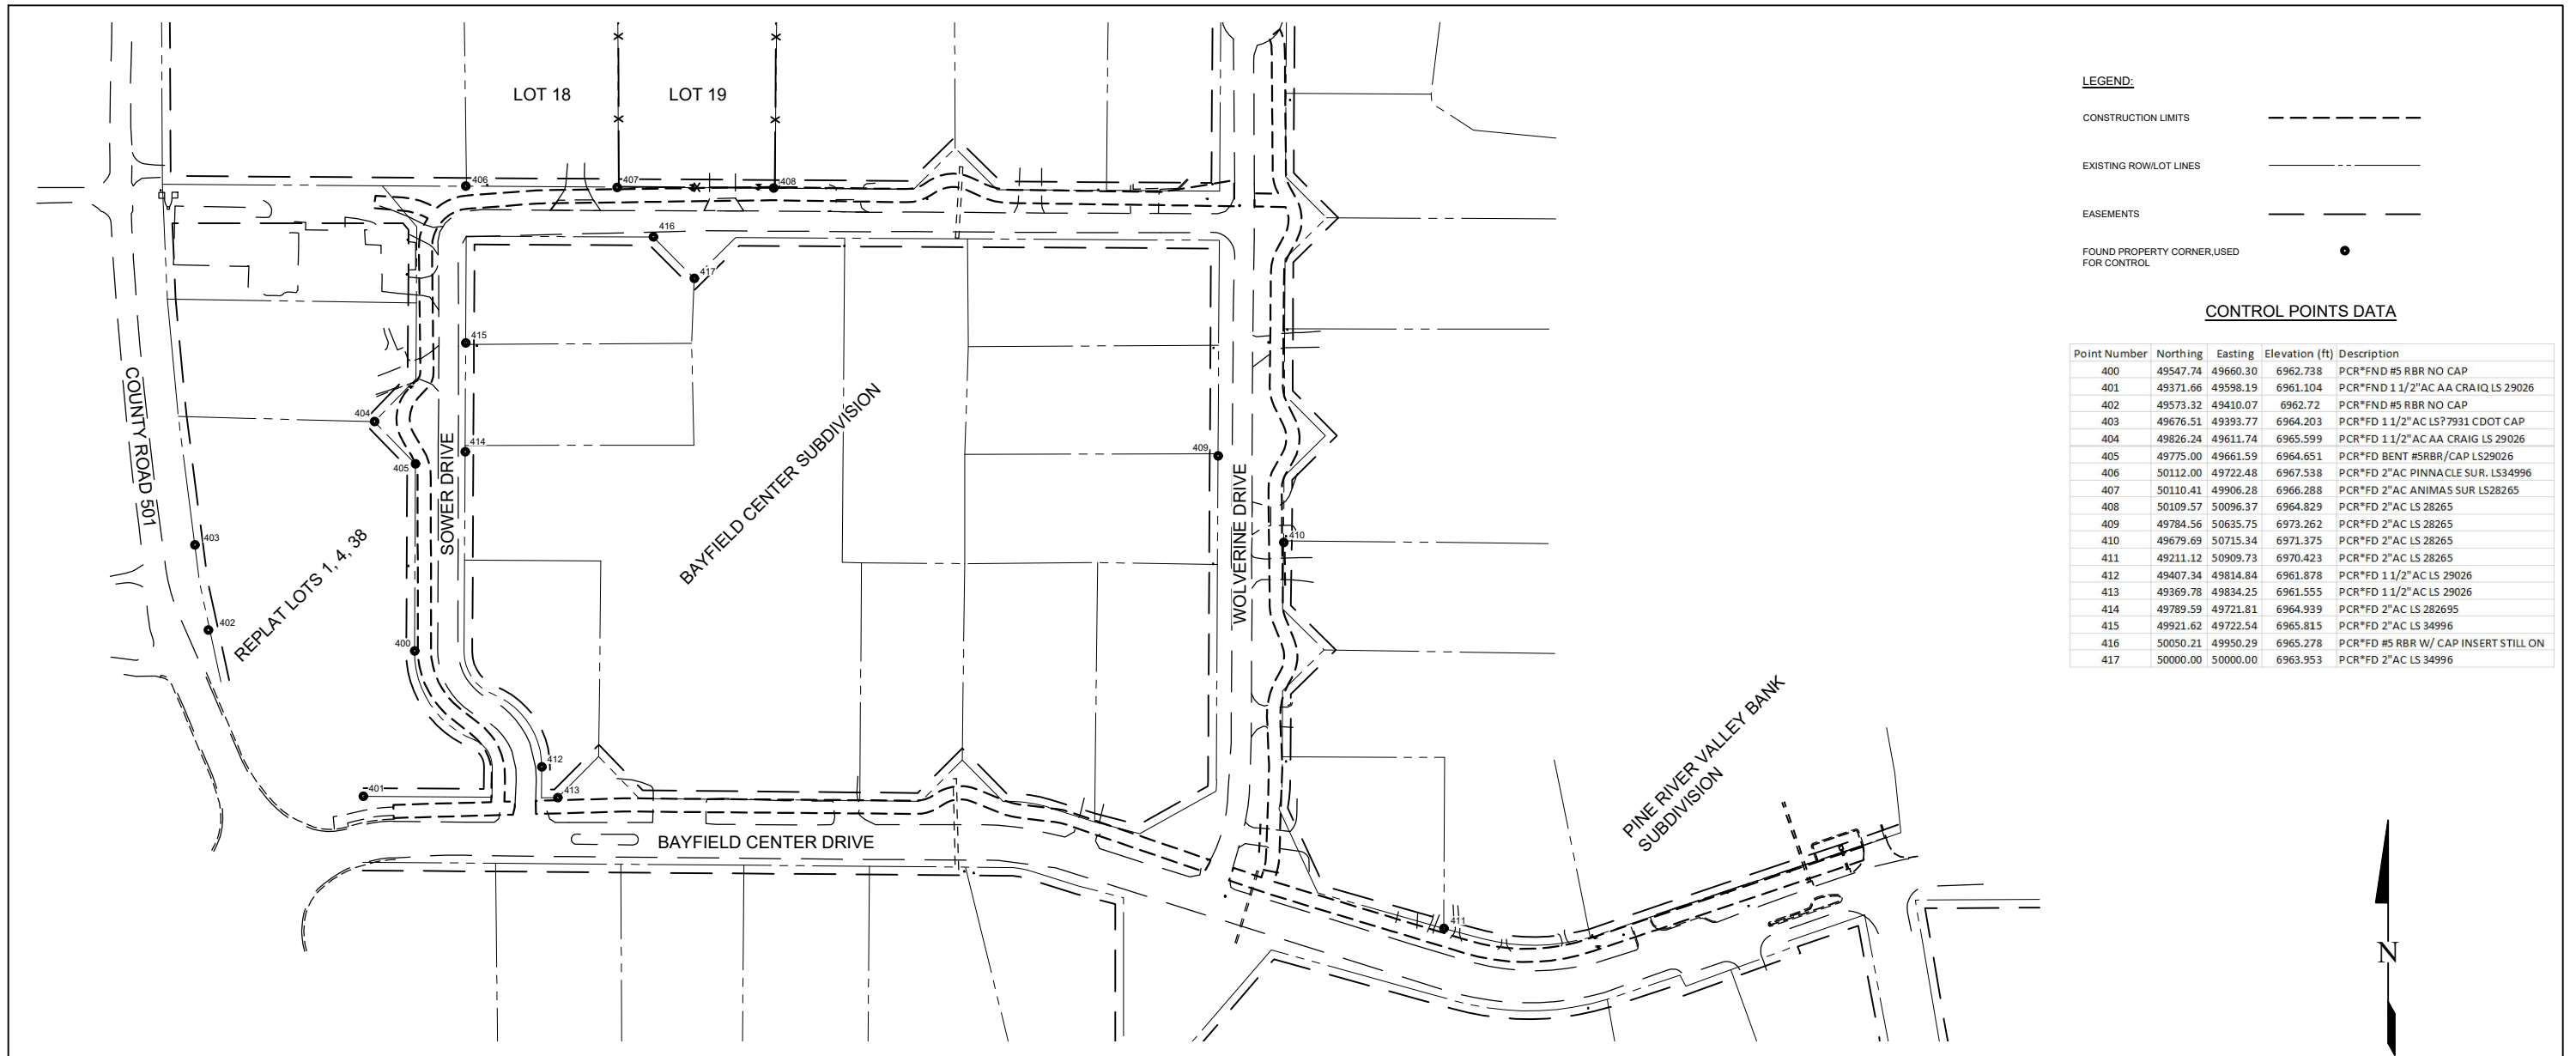 LOT 18
LOT 19
406
407
408
416
417
415
404
414
405
409
410
403
402
400
412
401
413
411
COUNTY ROAD 501
SOWER DRIVE
BAYFIELD CENTER SUBDIVISION
WOLVERINE DRIVE
REPLAT LOTS 1, 4, 38
BAYFIELD CENTER DRIVE
PINE RIVER VALLEY BANK
SUBDIVISION
LEGEND:
CONSTRUCTION LIMITS
EXISTING ROW/LOT LINES
EASEMENTS
FOUND PROPERTY CORNER,USED
FOR CONTROL
CONTROL POINTS DATA
Point Number Northing Easting Elevation (ft) Description
400 49547.74 49660.30 6962.738 PCR*FND #5 RBR NO CAP
401 49371.66 49598.19 6961.104 PCR*FND 1 1/2"AC AA CRAIQ LS 29026
402 49573.32 49410.07 6962.72 PCR*FND #5 RBR NO CAP
403 49676.51 49393.77 6964.203 PCR*FD 1 1/2"AC LS?7931 CDOT CAP
404 49826.24 49611.74 6965.599 PCR*FD 1 1/2"AC AA CRAIG LS 29026
405 49775.00 49661.59 6964.651 PCR*FD BENT #5RBR/CAP LS29026
406 50112.00 49722.48 6967.538 PCR*FD 2"AC PINNACLE SUR. LS34996
407 50110.41 49906.28 6966.288 PCR*FD 2"AC ANIMAS SUR LS28265
408 50109.57 50096.37 6964.829 PCR*FD 2"AC LS 28265
409 49784.56 50635.75 6973.262 PCR*FD 2"AC LS 28265
410 49679.69 50715.34 6971.375 PCR*FD 2"AC LS 28265
411 49211.12 50909.73 6970.423 PCR*FD 2"AC LS 28265
412 49407.34 49814.84 6961.878 PCR*FD 1 1/2"AC LS 29026
413 49369.78 49834.25 6961.555 PCR*FD 1 1/2"AC LS 29026
414 49789.59 49721.81 6964.939 PCR*FD 2"AC LS 282695
415 49921.62 49722.54 6965.815 PCR*FD 2"AC LS 34996
416 50050.21 49950.29 6965.278 PCR*FD #5 RBR W/ CAP INSERT STILL ON
417 50000.00 50000.00 6963.953 PCR*FD 2"AC LS 34996
N